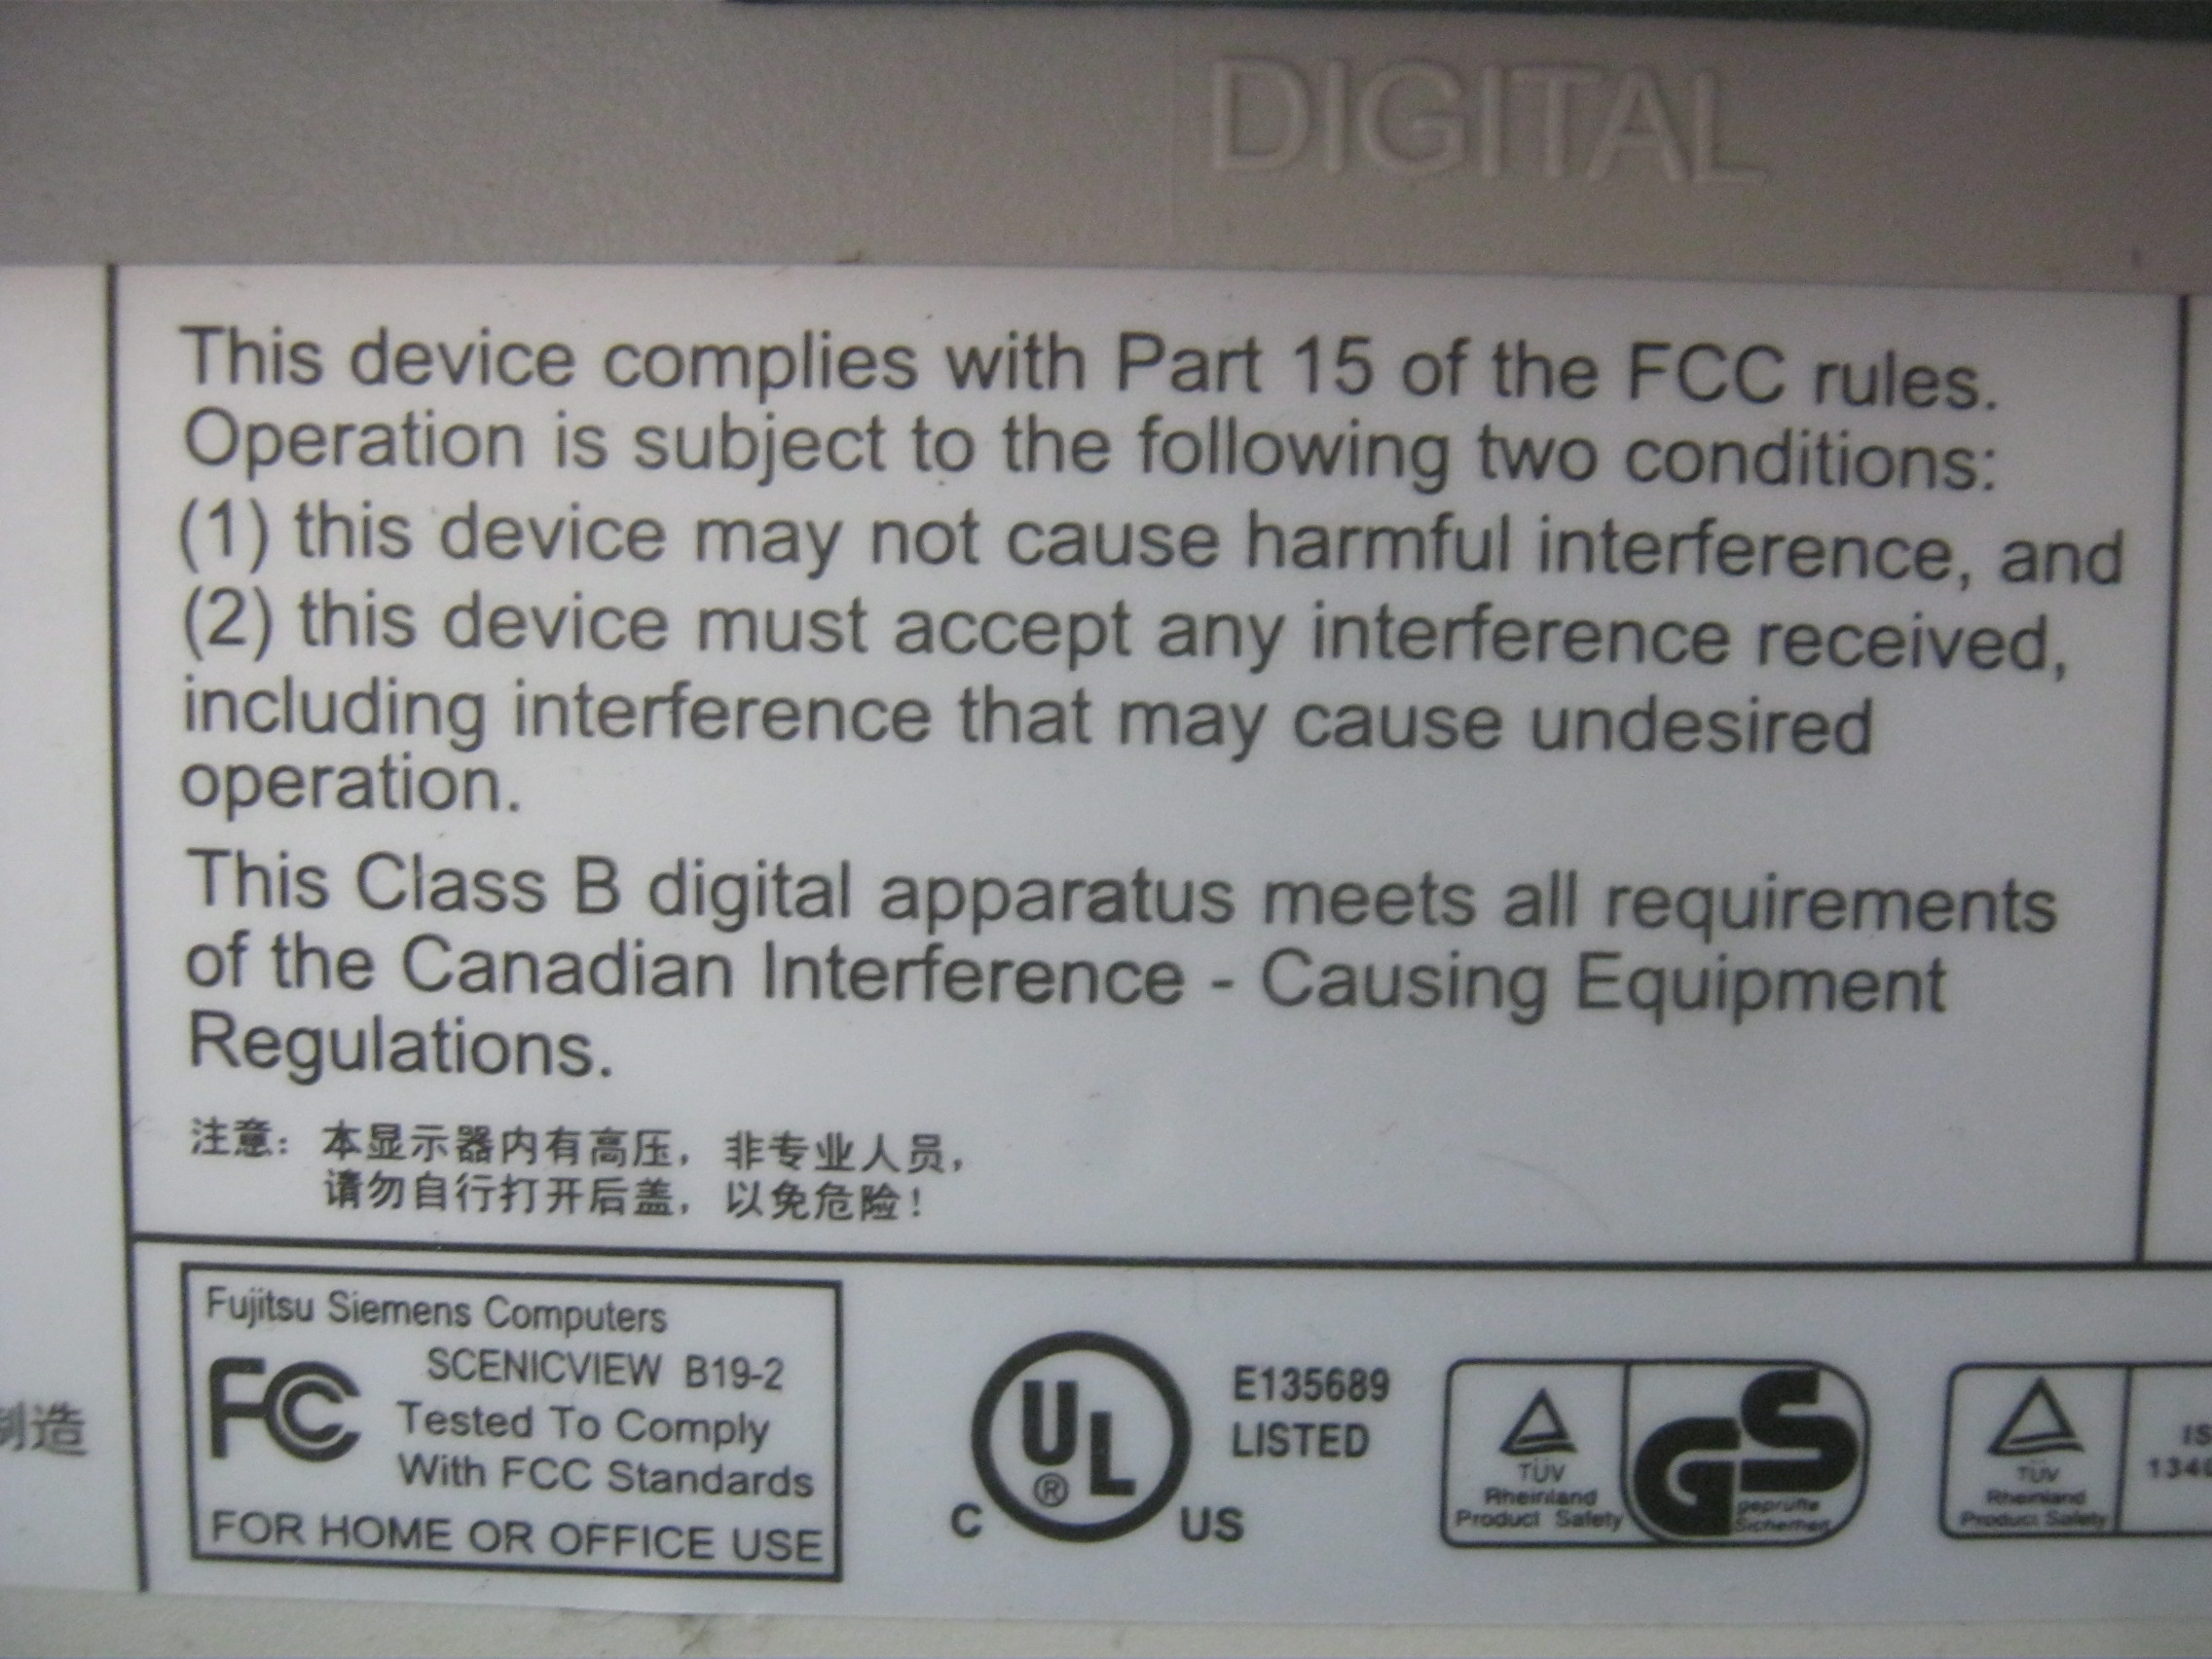 DIGITAL
This device complies with Part 15 of the FCC rules.
Operation is subject to the following two conditions:
(1) this device may not cause harmful interference, and
(2) this device must accept any interference received,
including interference that may cause undesired
operation.
This Class B digital apparatus meets all requirements
of the Canadian Interference - Causing Equipment
Regulations.
注意：本显示器内有高压，非专业人员，
请勿自行打开后盖，以免危险！
制造
Fujitsu Siemens Computers
FC
SCENICVIEW B19-2
Tested To Comply
With FCC Standards
FOR HOME OR OFFICE USE
C UL ® US
E135689
LISTED
TÜV
Rheinland
Product Safety
GS
geprüfte
Sicherheit
TÜV
Rheinland
Product Safety